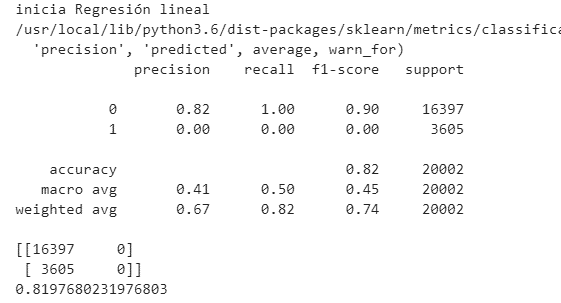 inicia Regresión lineal
/usr/local/lib/python3.6/dist-packages/sklearn/metrics/classifica
'precision', 'predicted', average, warn_for)
precision recall f1-score support
0 0.82 1.00 0.90 16397
1 0.00 0.00 0.00 3605
accuracy 0.82 20002
macro avg 0.41 0.50 0.45 20002
weighted avg 0.67 0.82 0.74 20002
[[16397 0]
[ 3605 0]]
0.8197680231976803